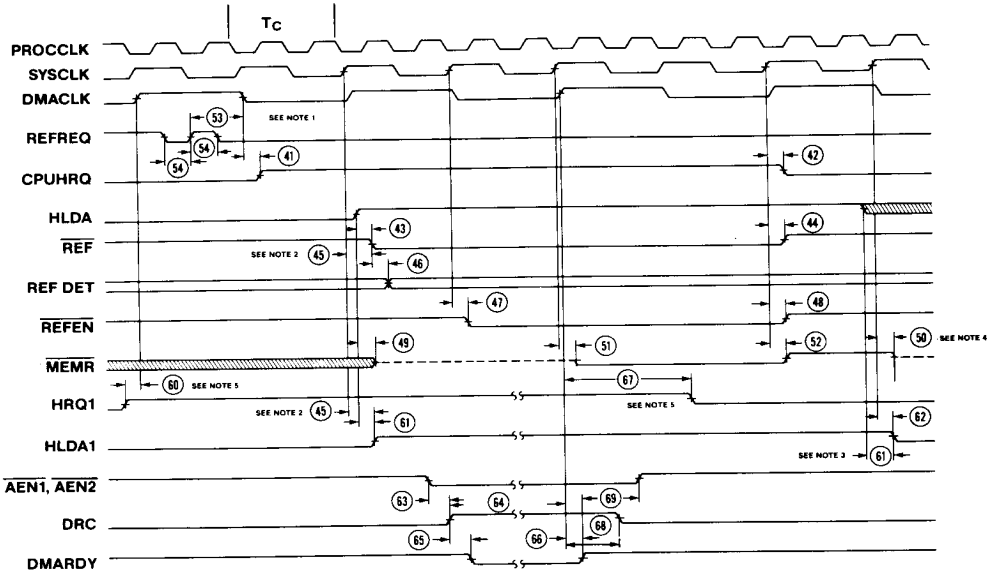 T_C
PROCCLK
SYSCLK
DMACLK
53 SEE NOTE 1
REFREQ
54 54 41 42
CPUHRQ
HLDA
43 44
REF
SEE NOTE 2 45 46
REF DET
47 48
REFEN
49 51 52 50 SEE NOTE 4
MEMR
60 SEE NOTE 5 67
HRQ1
SEE NOTE 2 45 61 SEE NOTE 5 62
HLDA1
SEE NOTE 3 61
AEN1, AEN2
63 64 69
DRC
65 66 68
DMARDY